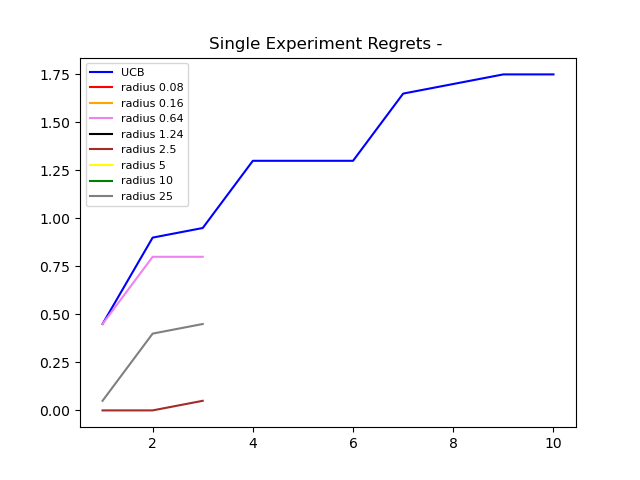 Single Experiment Regrets -
1.75
1.50
1.25
1.00
0.75
0.50
0.25
0.00
UCB
radius 0.08
radius 0.16
radius 0.64
radius 1.24
radius 2.5
radius 5
radius 10
radius 25
2 4 6 8 10